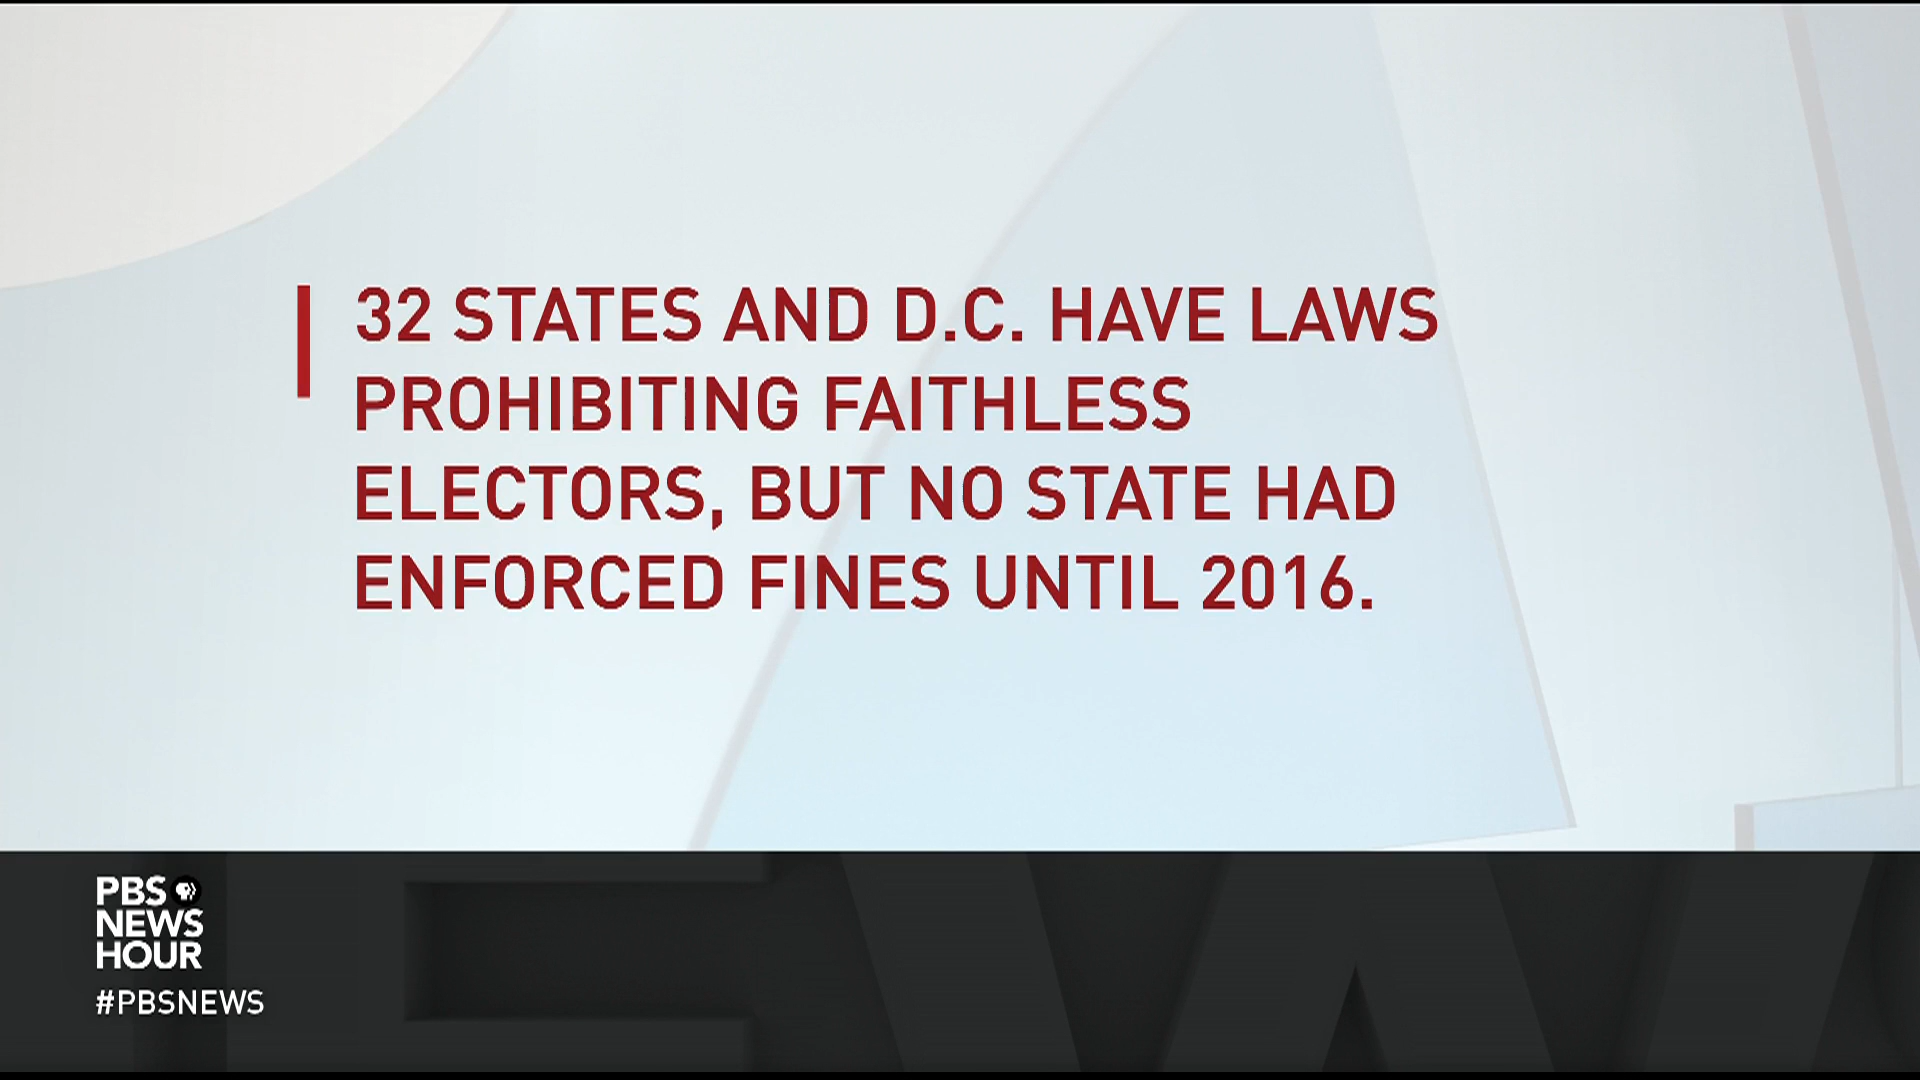 32 STATES AND D.C. HAVE LAWS
PROHIBITING FAITHLESS
ELECTORS, BUT NO STATE HAD
ENFORCED FINES UNTIL 2016.
PBS
NEWS
HOUR
#PBSNEWS